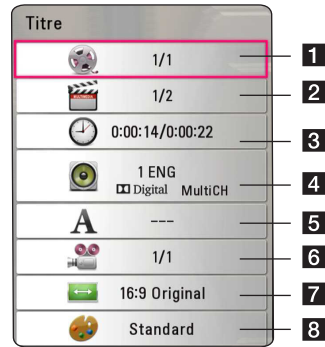 Titre
1/1 1
1/2 2
0:00:14/0:00:22 3
1 ENG
Digital MultiCH 4
A --- 5
1/1 6
16:9 Original 7
Standard 8